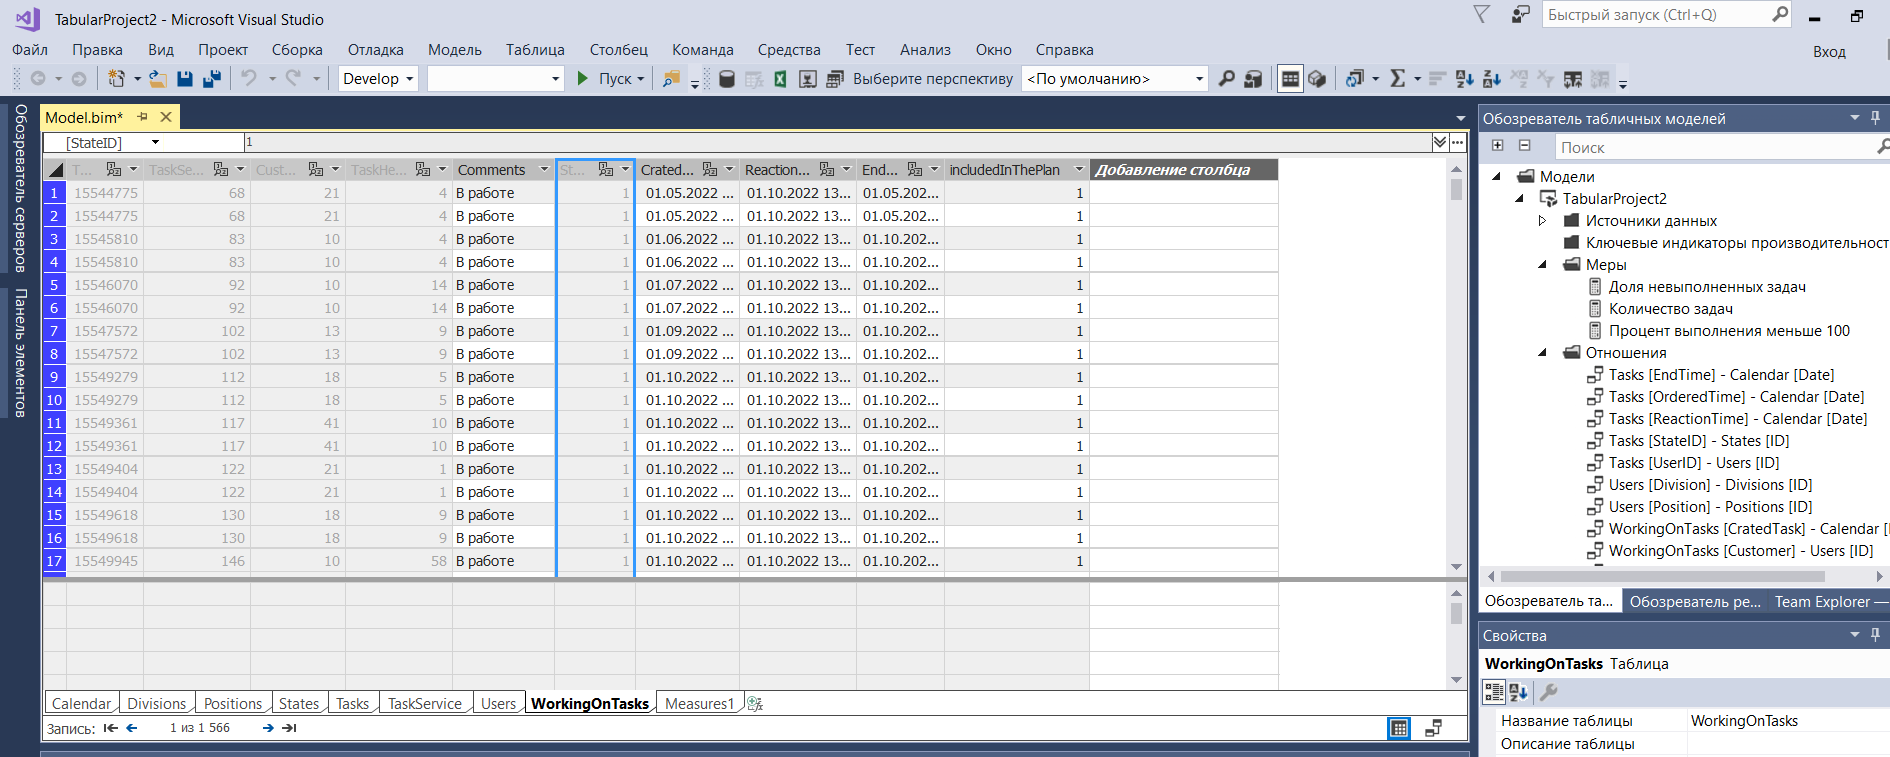 TabularProject2 - Microsoft Visual Studio
Быстрый запуск (Ctrl+Q)
Файл Правка Вид Проект Сборка Отладка Модель Таблица Столбец Команда Средства Тест Анализ Окно Справка
Вход
Develop Пуск Выберите перспективу <По умолчанию>
Обозреватель серверов
Панель элементов
Model.bim*
[StateID] 1
T... TaskSe... Cust... TaskHe... Comments St... Crated... Reaction... End... includedInThePlan Добавление столбца
1 15544775 68 21 4 В работе 1 01.05.2022 ... 01.10.2022 13... 01.05.202... 1
2 15544775 68 21 4 В работе 1 01.05.2022 ... 01.10.2022 13... 01.05.202... 1
3 15545810 83 10 4 В работе 1 01.06.2022 ... 01.10.2022 13... 01.10.202... 1
4 15545810 83 10 4 В работе 1 01.06.2022 ... 01.10.2022 13... 01.10.202... 1
5 15546070 92 10 14 В работе 1 01.07.2022 ... 01.10.2022 13... 01.10.202... 1
6 15546070 92 10 14 В работе 1 01.07.2022 ... 01.10.2022 13... 01.10.202... 1
7 15547572 102 13 9 В работе 1 01.09.2022 ... 01.10.2022 13... 01.10.202... 1
8 15547572 102 13 9 В работе 1 01.09.2022 ... 01.10.2022 13... 01.10.202... 1
9 15549279 112 18 5 В работе 1 01.10.2022 ... 01.10.2022 13... 01.10.202... 1
10 15549279 112 18 5 В работе 1 01.10.2022 ... 01.10.2022 13... 01.10.202... 1
11 15549361 117 41 10 В работе 1 01.10.2022 ... 01.10.2022 13... 01.10.202... 1
12 15549361 117 41 10 В работе 1 01.10.2022 ... 01.10.2022 13... 01.10.202... 1
13 15549404 122 21 1 В работе 1 01.10.2022 ... 01.10.2022 13... 01.10.202... 1
14 15549404 122 21 1 В работе 1 01.10.2022 ... 01.10.2022 13... 01.10.202... 1
15 15549618 130 18 9 В работе 1 01.10.2022 ... 01.10.2022 13... 01.10.202... 1
16 15549618 130 18 9 В работе 1 01.10.2022 ... 01.10.2022 13... 01.10.202... 1
17 15549945 146 10 58 В работе 1 01.10.2022 ... 01.10.2022 13... 01.10.202... 1
Calendar Divisions Positions States Tasks TaskService Users WorkingOnTasks Measures1
Запись: 1 из 1 566
Обозреватель табличных моделей
Поиск
Модели
TabularProject2
Источники данных
Ключевые индикаторы производительност
Меры
Доля невыполненных задач
Количество задач
Процент выполнения меньше 100
Отношения
Tasks [EndTime] - Calendar [Date]
Tasks [OrderedTime] - Calendar [Date]
Tasks [ReactionTime] - Calendar [Date]
Tasks [StateID] - States [ID]
Tasks [UserID] - Users [ID]
Users [Division] - Divisions [ID]
Users [Position] - Positions [ID]
WorkingOnTasks [CratedTask] - Calendar [
WorkingOnTasks [Customer] - Users [ID]
Обозреватель та... Обозреватель ре... Team Explorer —
Свойства
WorkingOnTasks Таблица
Название таблицы WorkingOnTasks
Описание таблицы